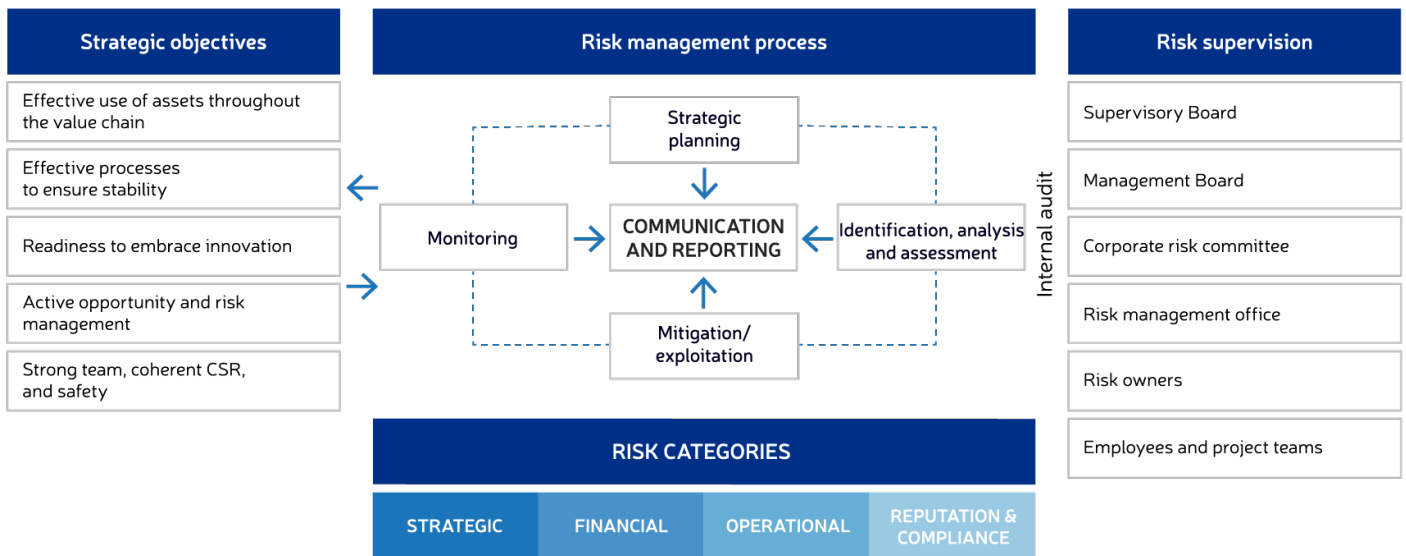 Strategic objectives
Effective use of assets throughout
the value chain
Effective processes
to ensure stability
Readiness to embrace innovation
Active opportunity and risk
management
Strong team, coherent CSR,
and safety
Risk management process
Strategic
planning
Monitoring
COMMUNICATION
AND REPORTING
Identification, analysis
and assessment
Mitigation/
exploitation
Internal audit
RISK CATEGORIES
STRATEGIC
FINANCIAL
OPERATIONAL
REPUTATION &
COMPLIANCE
Risk supervision
Supervisory Board
Management Board
Corporate risk committee
Risk management office
Risk owners
Employees and project teams